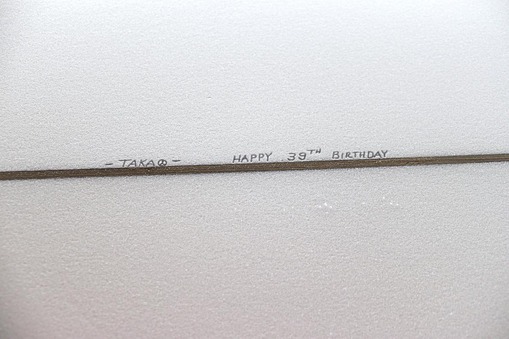 - TAKA☮ - HAPPY 39TH BIRTHDAY